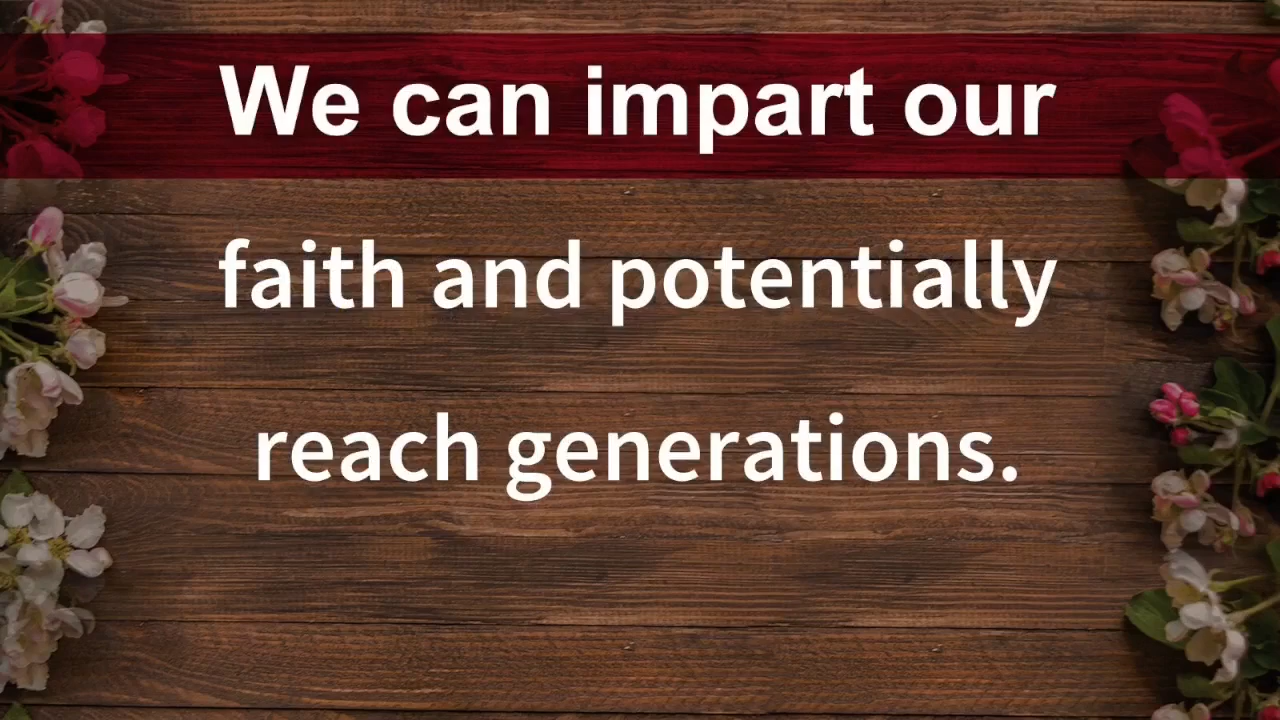 We can impart our
faith and potentially
reach generations.